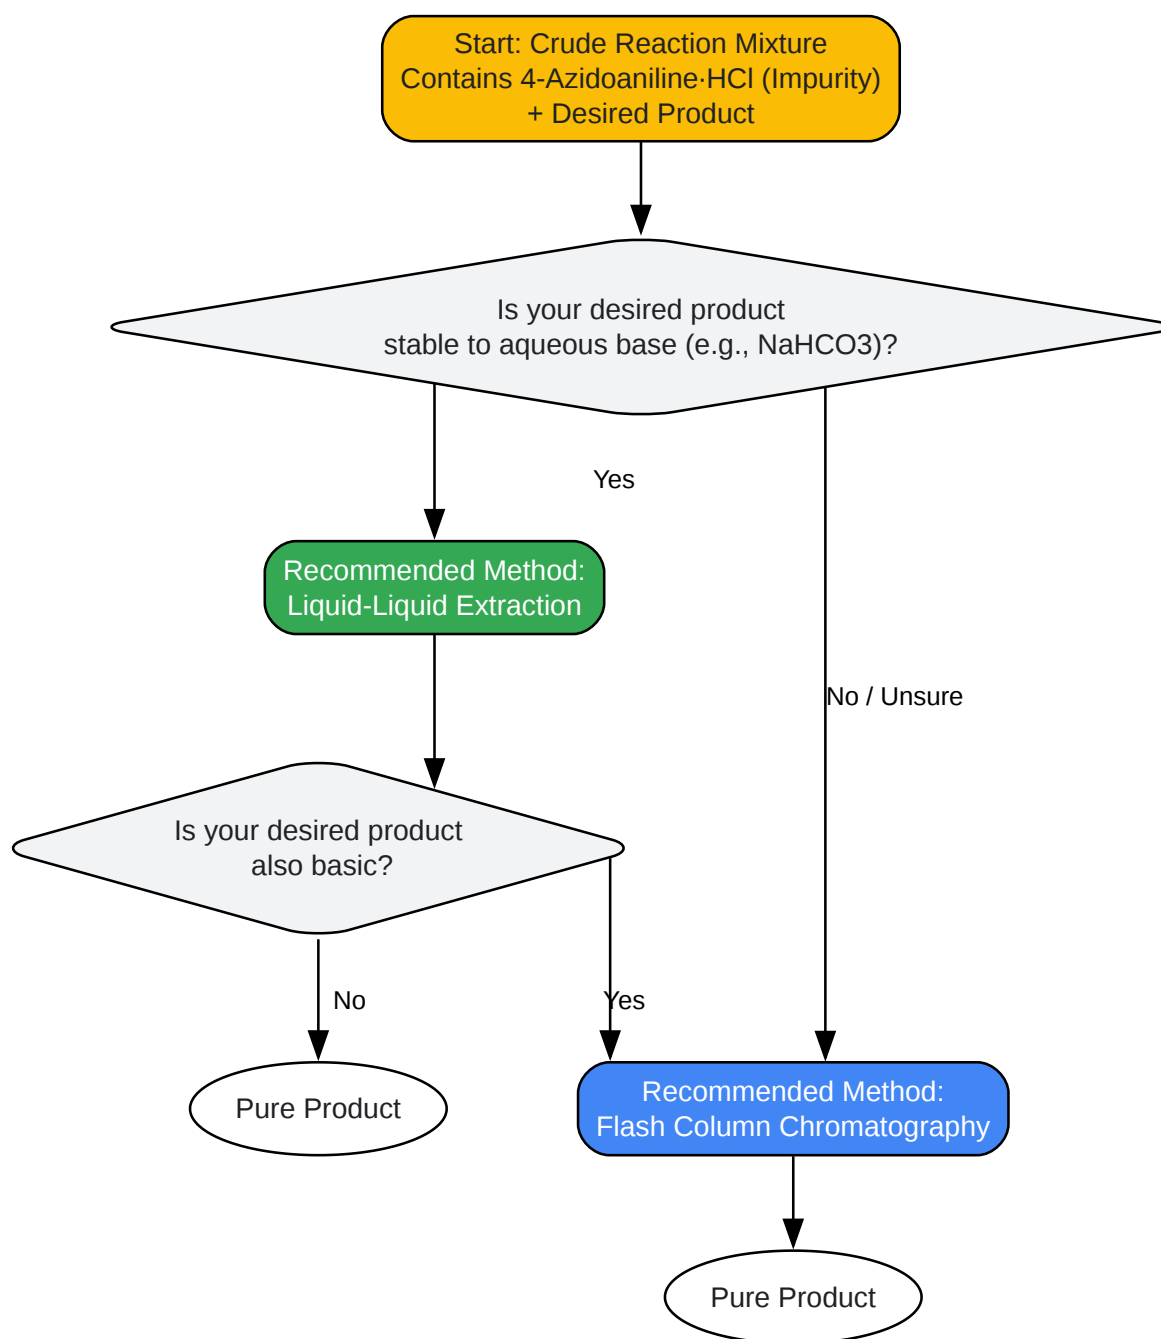 Start: Crude Reaction Mixture
Contains 4-Azidoaniline·HCl (Impurity)
+ Desired Product
Is your desired product
stable to aqueous base (e.g., NaHCO3)?
Yes
Recommended Method:
Liquid-Liquid Extraction
No / Unsure
Is your desired product
also basic?
No
Yes
Pure Product
Recommended Method:
Flash Column Chromatography
Pure Product